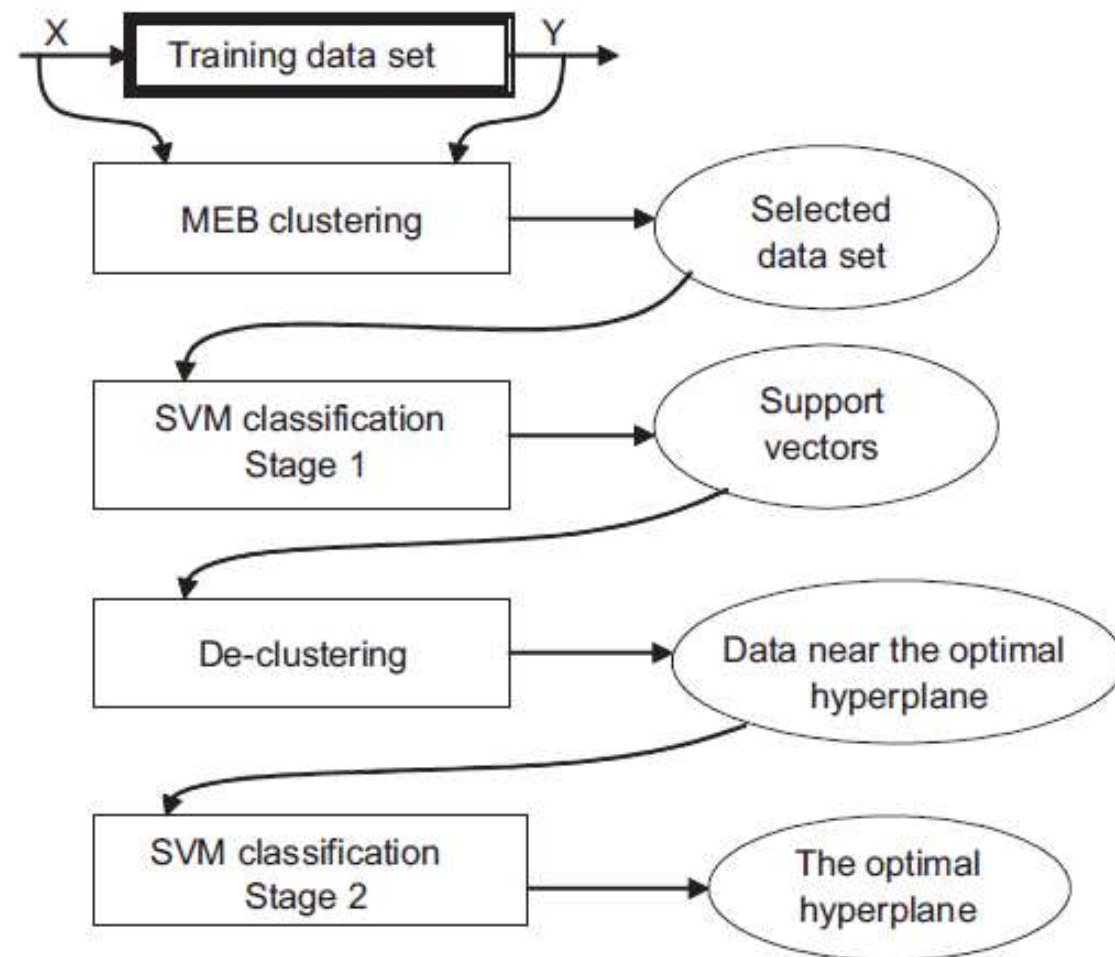 X
Training data set
Y
MEB clustering
Selected
data set
SVM classification
Stage 1
Support
vectors
De-clustering
Data near the optimal
hyperplane
SVM classification
Stage 2
The optimal
hyperplane